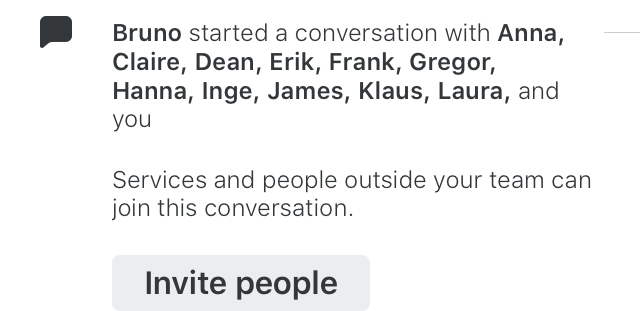 Bruno started a conversation with Anna,
Claire, Dean, Erik, Frank, Gregor,
Hanna, Inge, James, Klaus, Laura, and
you
Services and people outside your team can
join this conversation.
Invite people